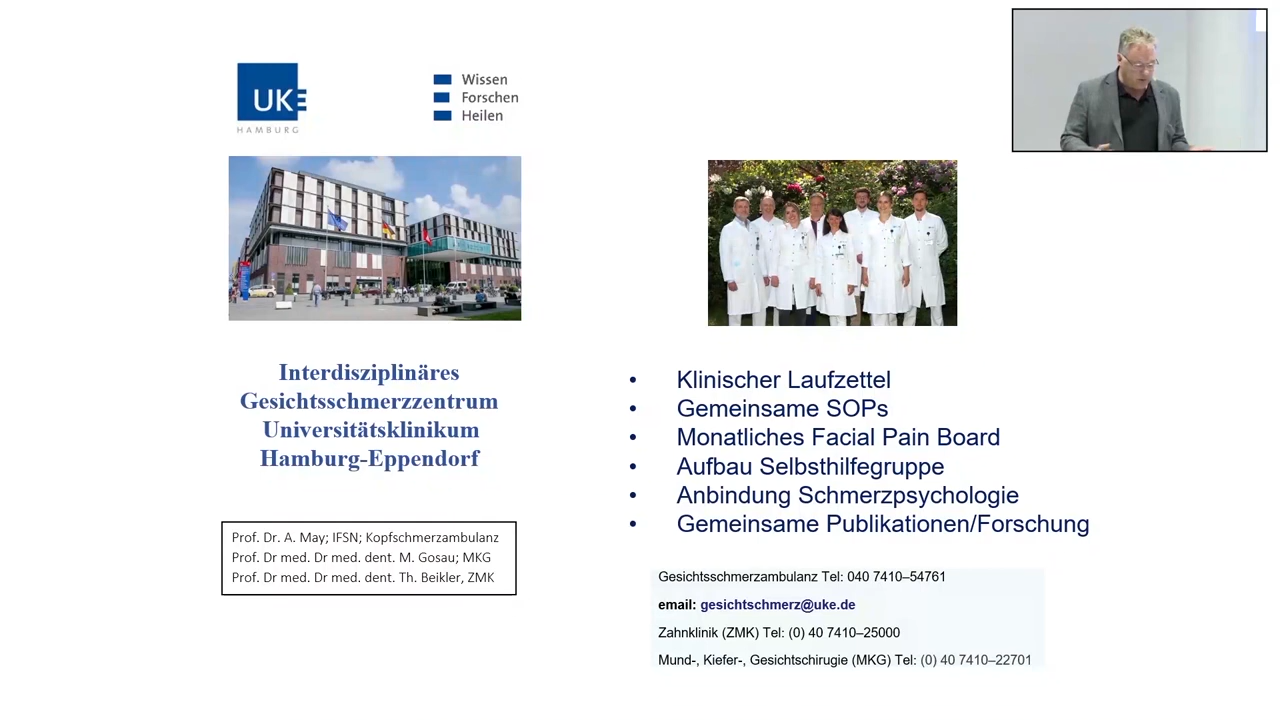 UKE
HAMBURG
Wissen
Forschen
Heilen
Interdisziplinäres
Gesichtsschmerzzentrum
Universitätsklinikum
Hamburg-Eppendorf
Prof. Dr. A. May; IFSN; Kopfschmerzambulanz
Prof. Dr med. Dr med. dent. M. Gosau; MKG
Prof. Dr med. Dr med. dent. Th. Beikler, ZMK
• Klinischer Laufzettel
• Gemeinsame SOPs
• Monatliches Facial Pain Board
• Aufbau Selbsthilfegruppe
• Anbindung Schmerzpsychologie
• Gemeinsame Publikationen/Forschung
Gesichtsschmerzambulanz Tel: 040 7410–54761
email: gesichtschmerz@uke.de
Zahnklinik (ZMK) Tel: (0) 40 7410–25000
Mund-, Kiefer-, Gesichtschirugie (MKG) Tel: (0) 40 7410–22701